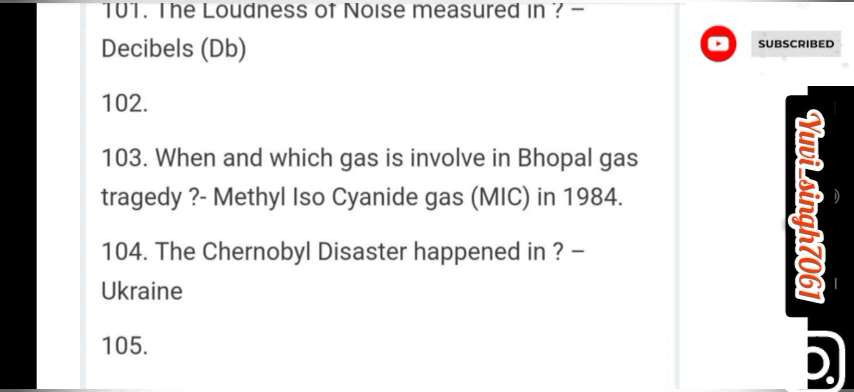 101. The Loudness of Noise measured in ? –
Decibels (Db)
102.
103. When and which gas is involve in Bhopal gas
tragedy ?- Methyl Iso Cyanide gas (MIC) in 1984.
104. The Chernobyl Disaster happened in ? –
Ukraine
105.
SUBSCRIBED
Yuvi_singh7061